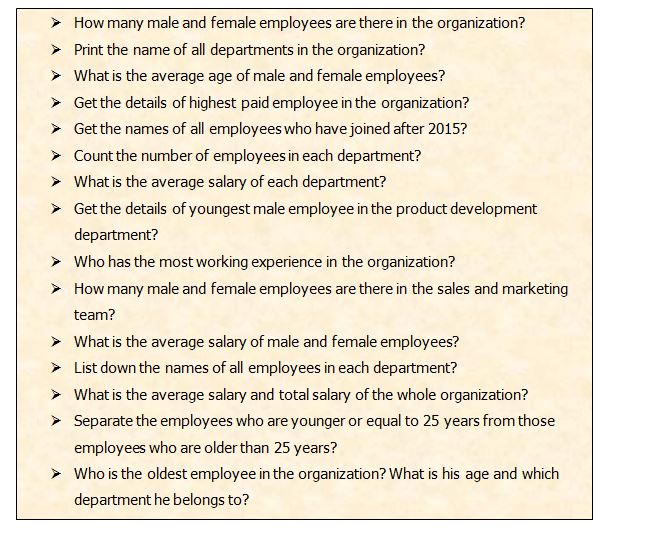 ➢ How many male and female employees are there in the organization?
➢ Print the name of all departments in the organization?
➢ What is the average age of male and female employees?
➢ Get the details of highest paid employee in the organization?
➢ Get the names of all employees who have joined after 2015?
➢ Count the number of employees in each department?
➢ What is the average salary of each department?
➢ Get the details of youngest male employee in the product development
department?
➢ Who has the most working experience in the organization?
➢ How many male and female employees are there in the sales and marketing
team?
➢ What is the average salary of male and female employees?
➢ List down the names of all employees in each department?
➢ What is the average salary and total salary of the whole organization?
➢ Separate the employees who are younger or equal to 25 years from those
employees who are older than 25 years?
➢ Who is the oldest employee in the organization? What is his age and which
department he belongs to?